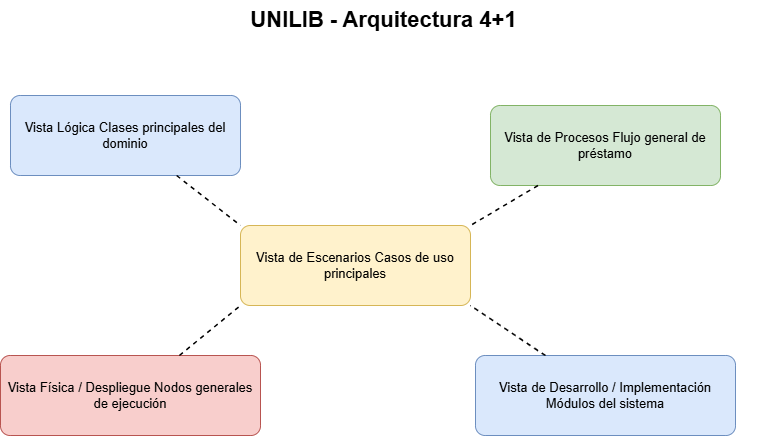 UNILIB - Arquitectura 4+1
Vista Lógica Clases principales del
dominio
Vista de Procesos Flujo general de
préstamo
Vista de Escenarios Casos de uso
principales
Vista Física / Despliegue Nodos generales
de ejecución
Vista de Desarrollo / Implementación
Módulos del sistema